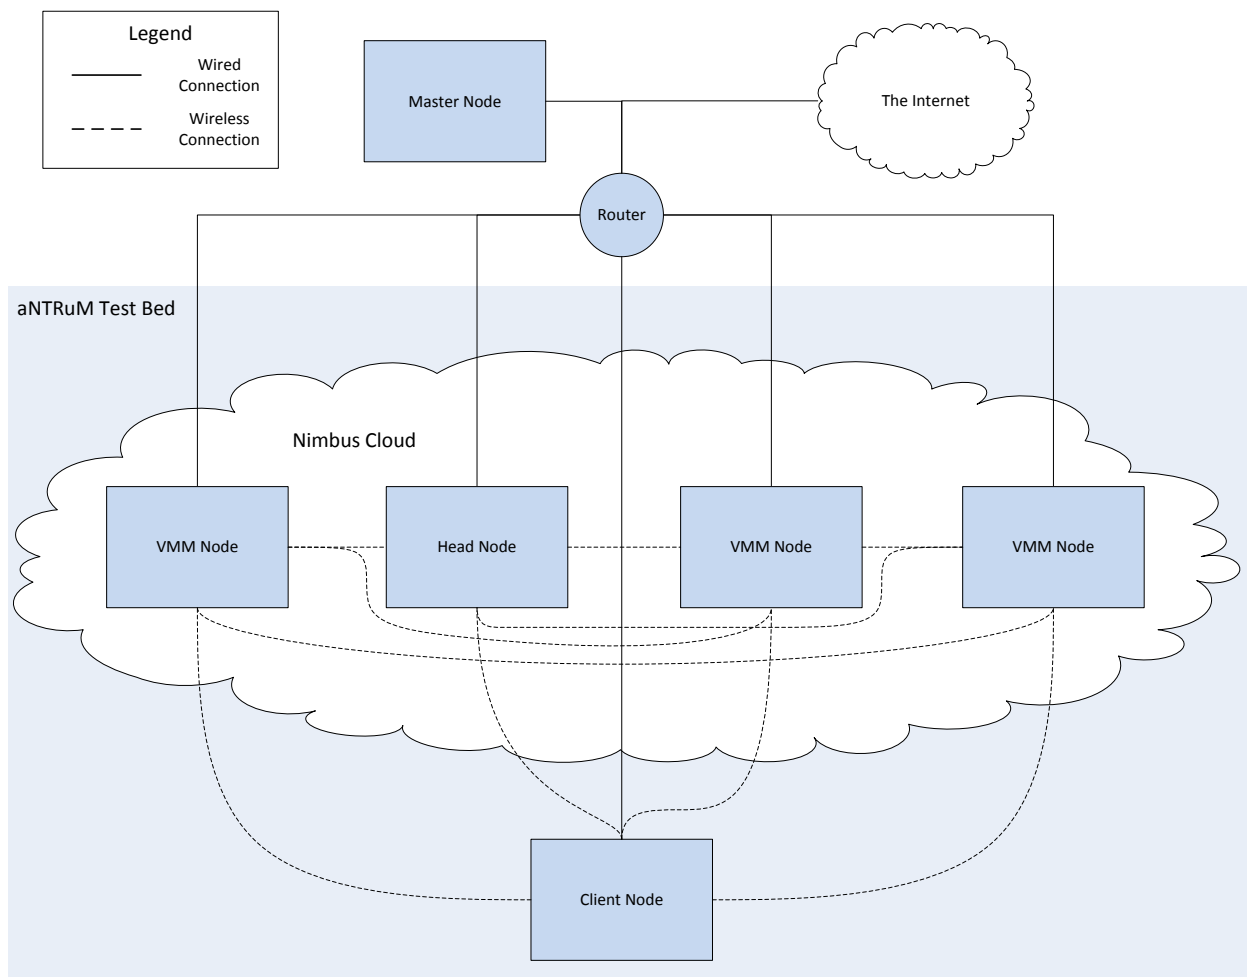 Legend
Wired
Connection
Wireless
Connection
Master Node
The Internet
Router
aNTRuM Test Bed
Nimbus Cloud
VMM Node
Head Node
VMM Node
VMM Node
Client Node